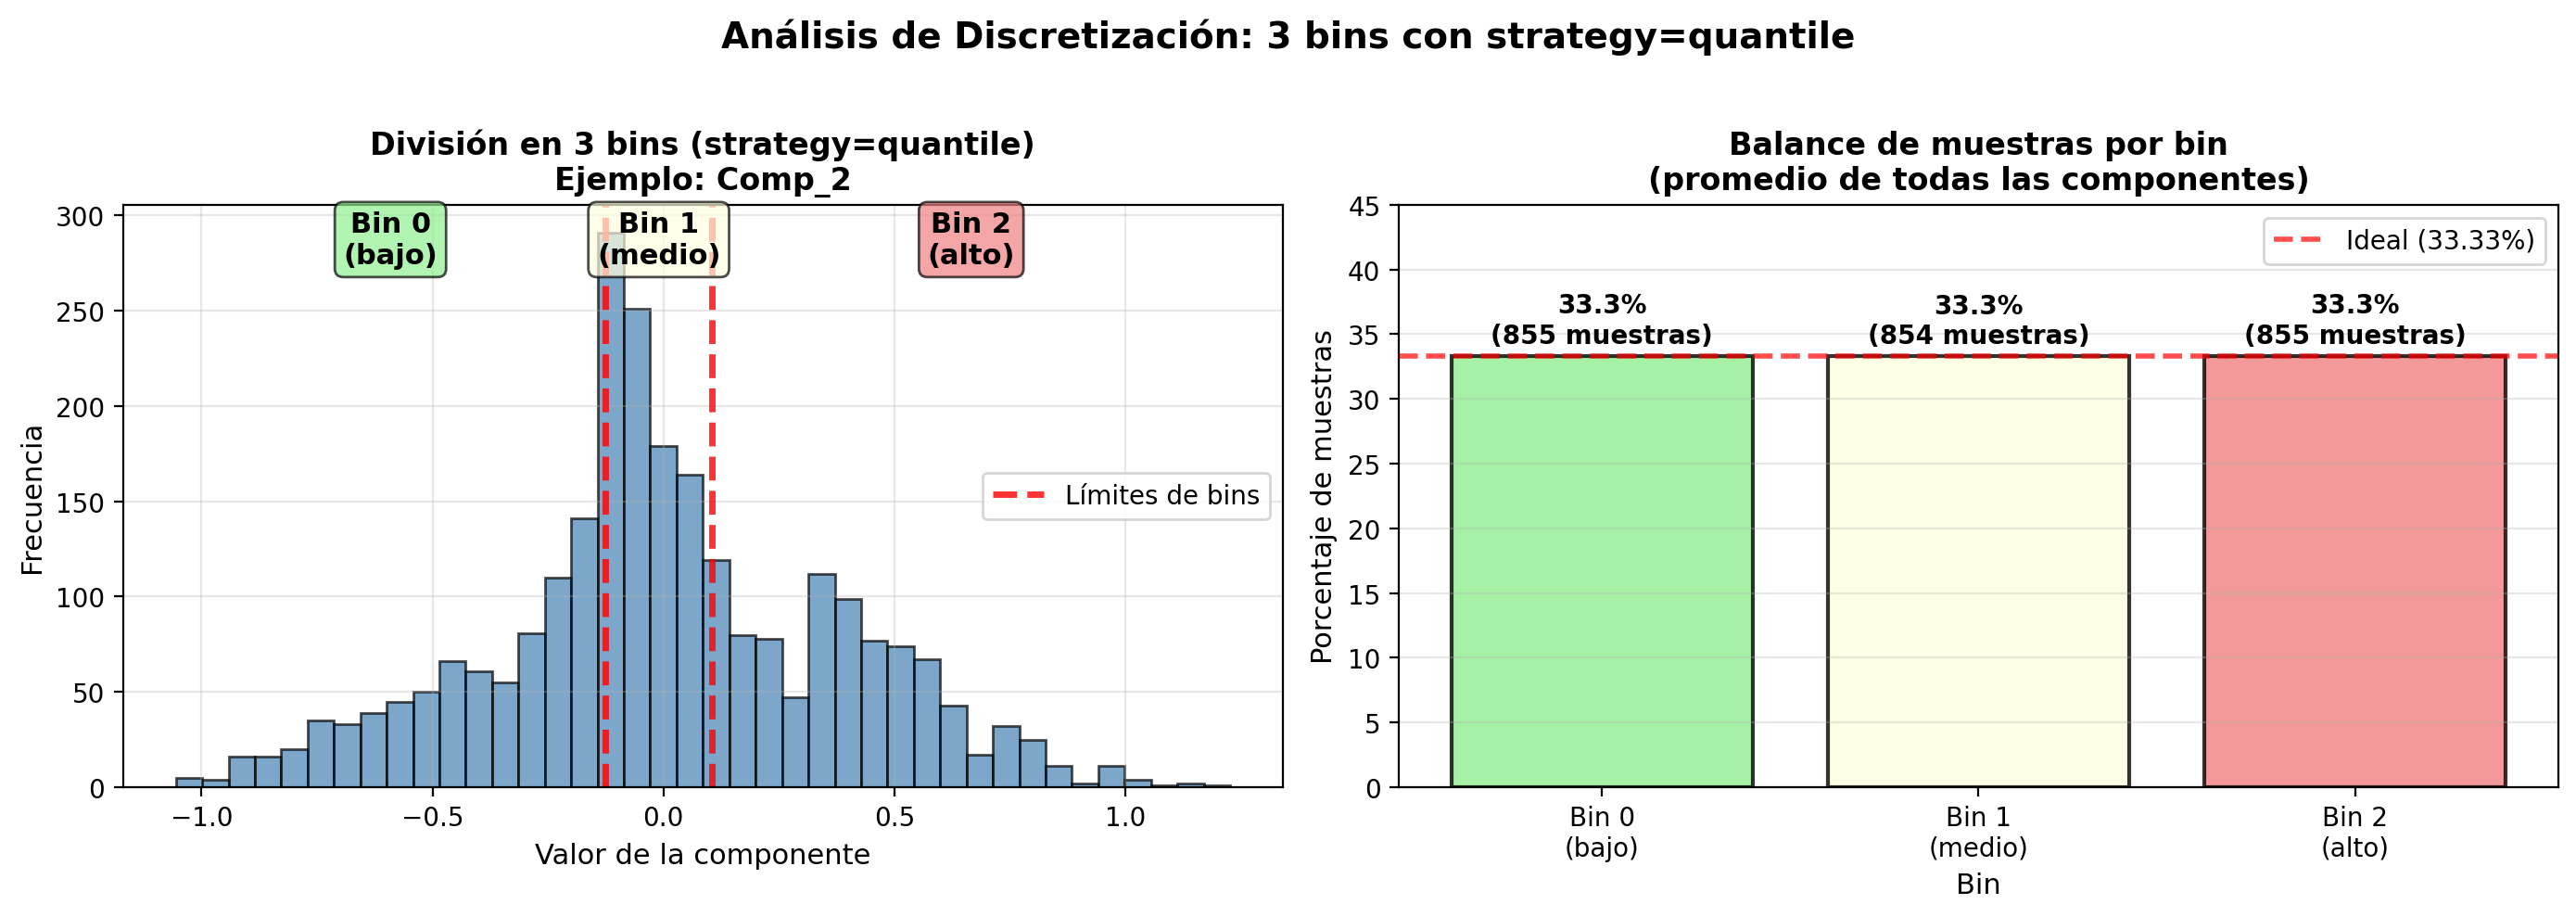 Análisis de Discretización: 3 bins con strategy=quantile
División en 3 bins (strategy=quantile)
Ejemplo: Comp_2
Bin 0
(bajo)
Bin 1
(medio)
Bin 2
(alto)
Límites de bins
Frecuencia
300
250
200
150
100
50
0
−1.0
−0.5
0.0
0.5
1.0
Valor de la componente
Balance de muestras por bin
(promedio de todas las componentes)
Ideal (33.33%)
33.3%
(855 muestras)
33.3%
(854 muestras)
33.3%
(855 muestras)
Porcentaje de muestras
45
40
35
30
25
20
15
10
5
0
Bin 0
(bajo)
Bin 1
(medio)
Bin 2
(alto)
Bin